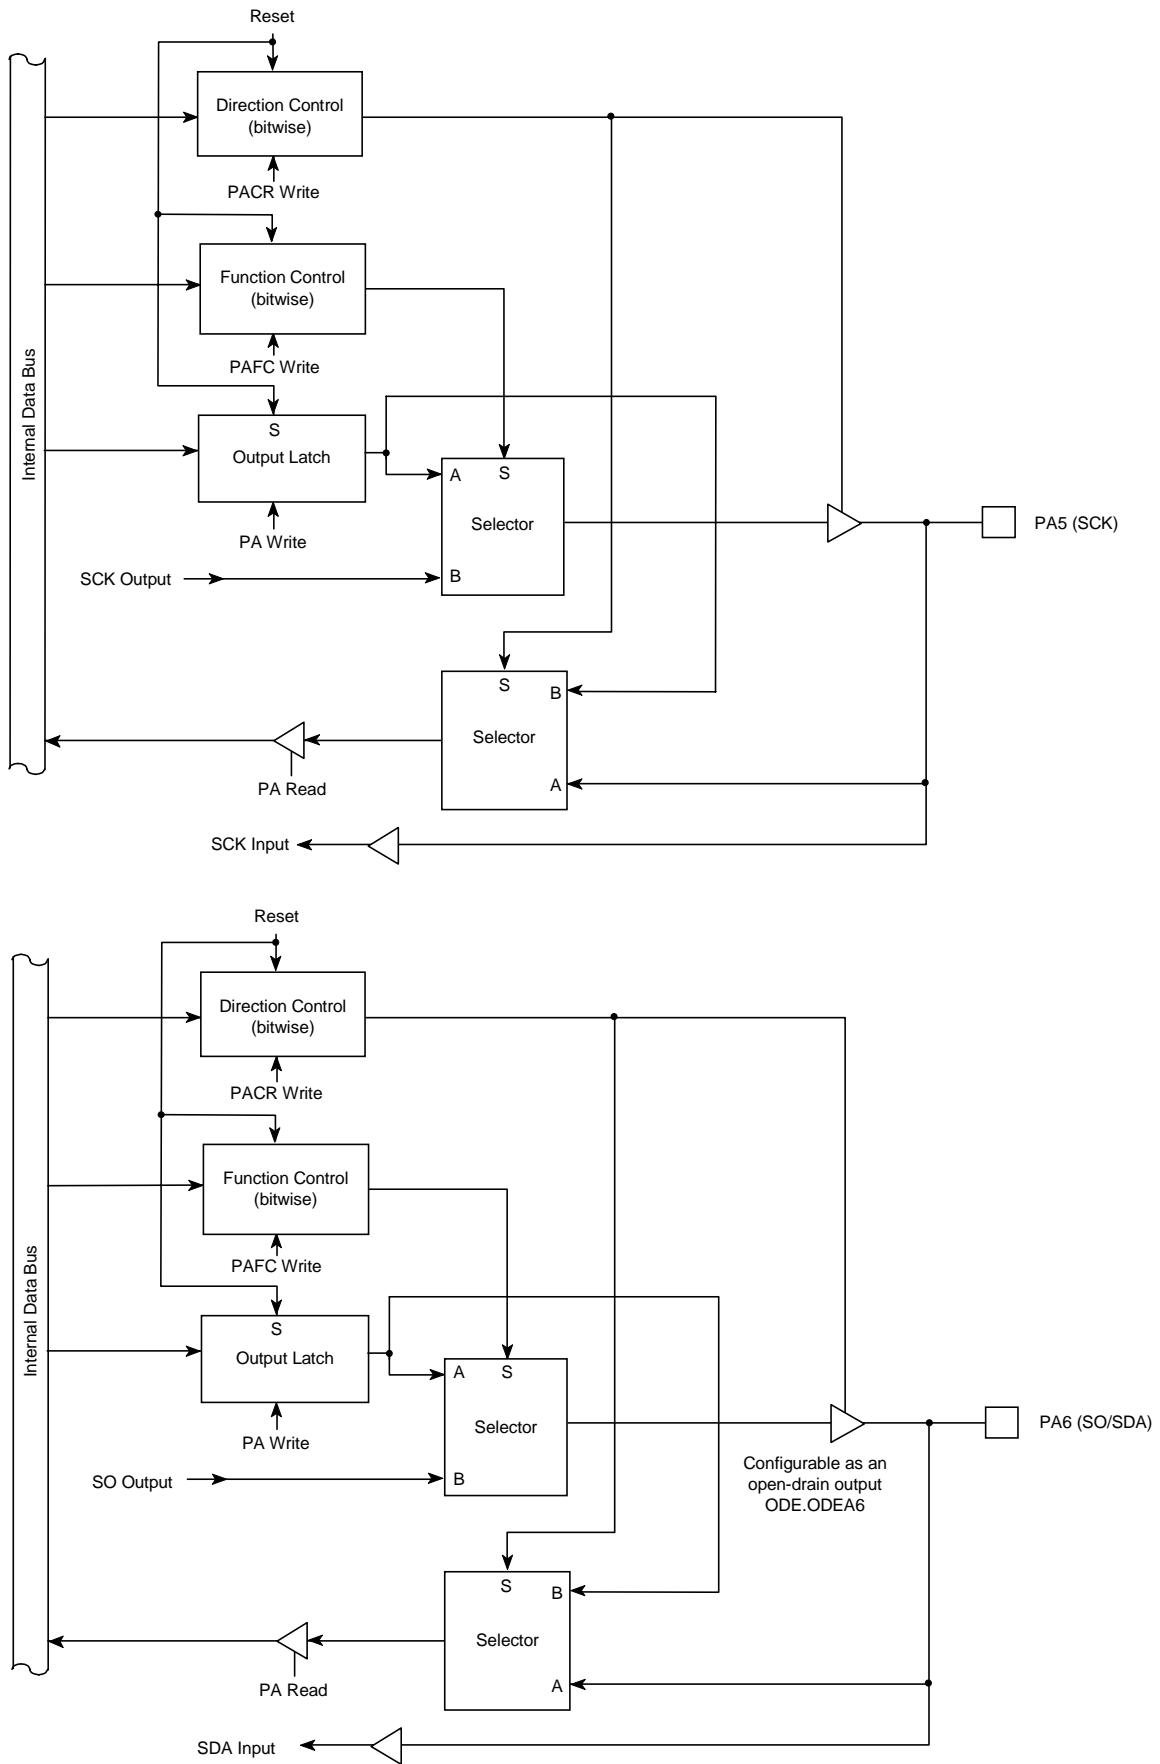 Reset
Direction Control
(bitwise)
PACR Write
Function Control
(bitwise)
PAFC Write
Internal Data Bus
S
Output Latch
A
S
Selector
PA5 (SCK)
PA Write
SCK Output
B
S
B
Selector
PA Read
A
SCK Input
Reset
Direction Control
(bitwise)
PACR Write
Function Control
(bitwise)
PAFC Write
Internal Data Bus
S
Output Latch
A
S
Selector
PA6 (SO/SDA)
PA Write
SO Output
B
Configurable as an
open-drain output
ODE.ODEA6
S
B
Selector
A
PA Read
SDA Input